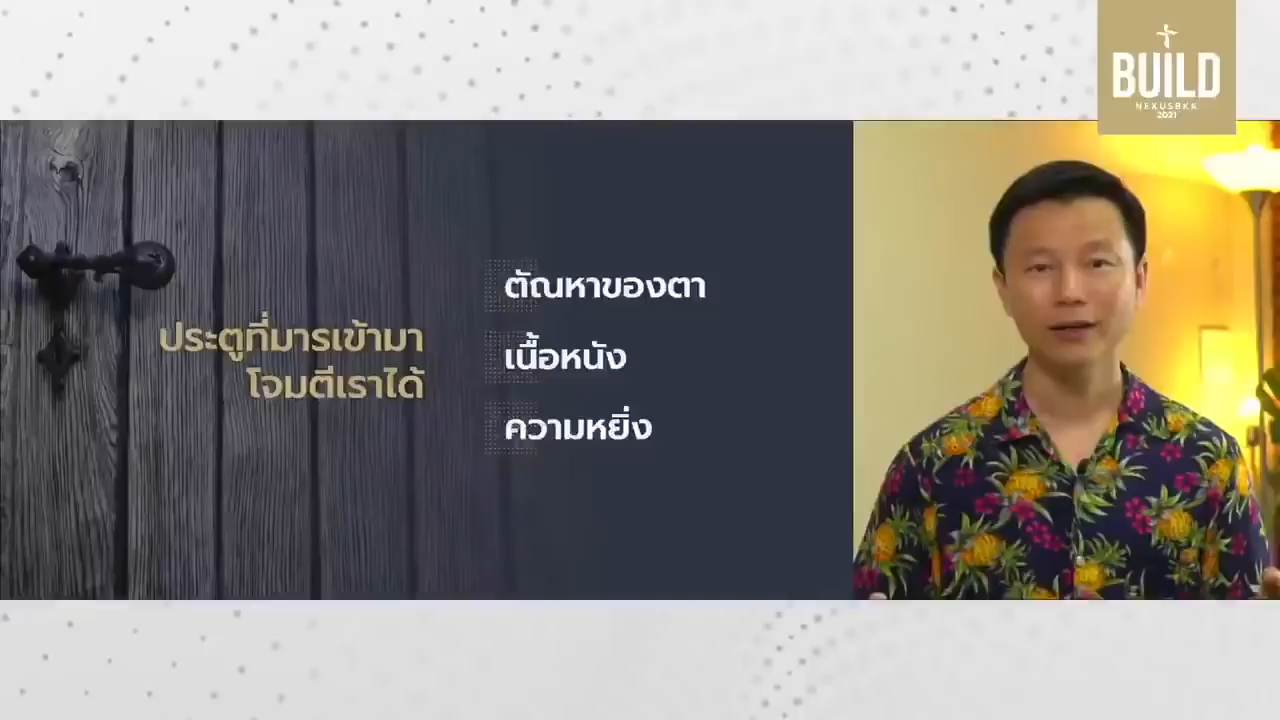 BUILD
NEXUSBKK
2021
ประตูที่มารเข้ามา
โจมตีเราได้
ตัณหาของตา
เนื้อหนัง
ความหยิ่ง